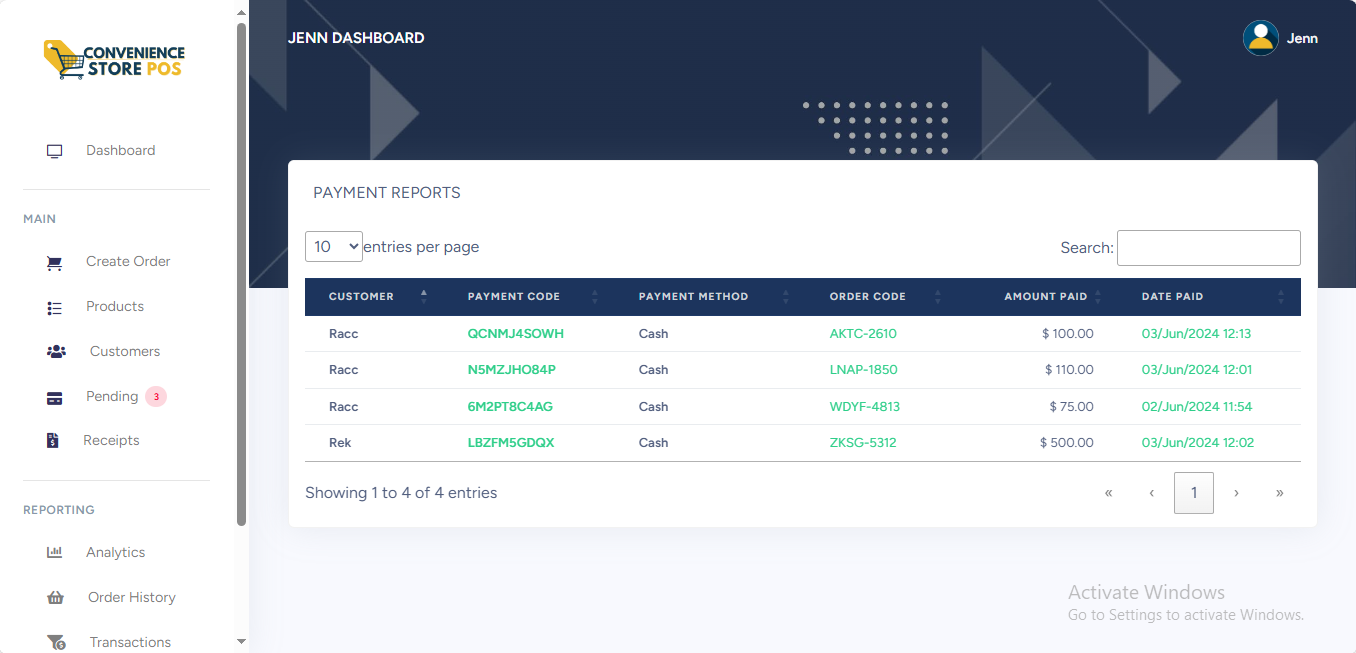 CONVENIENCE
STORE POS
Dashboard
MAIN
Create Order
Products
Customers
Pending 3
Receipts
REPORTING
Analytics
Order History
Transactions
JENN DASHBOARD
Jenn
PAYMENT REPORTS
10 entries per page
Search:
CUSTOMER PAYMENT CODE PAYMENT METHOD ORDER CODE AMOUNT PAID DATE PAID
Racc QCNMJ4SOWH Cash AKTC-2610 $ 100.00 03/Jun/2024 12:13
Racc N5MZJHO84P Cash LNAP-1850 $ 110.00 03/Jun/2024 12:01
Racc 6M2PT8C4AG Cash WDYF-4813 $ 75.00 02/Jun/2024 11:54
Rek LBZFM5GDQX Cash ZKSG-5312 $ 500.00 03/Jun/2024 12:02
Showing 1 to 4 of 4 entries
« ‹ 1 › »
Activate Windows
Go to Settings to activate Windows.